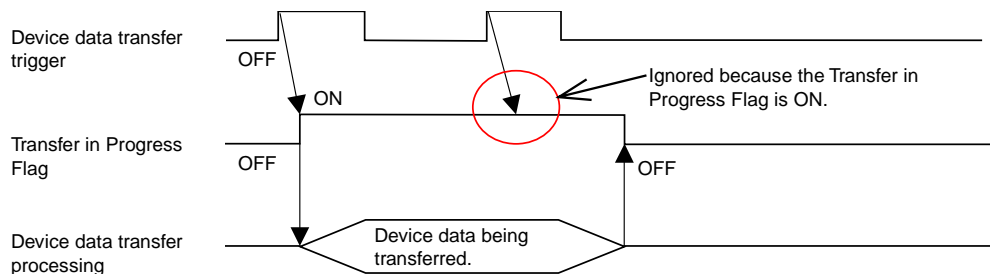 Device data transfer
trigger
OFF
ON
Ignored because the Transfer in
Progress Flag is ON.
Transfer in Progress
Flag
OFF
OFF
Device data transfer
processing
Device data being
transferred.